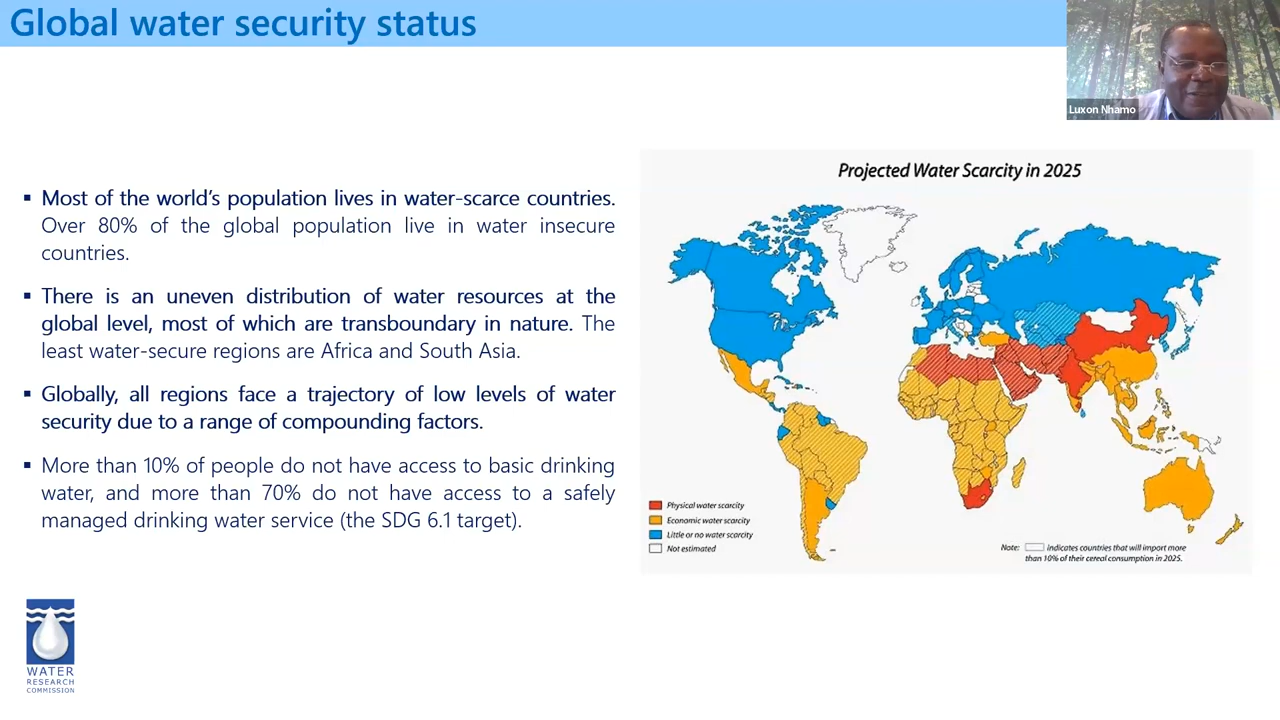 Global water security status
Luxon Nhamo
▪ Most of the world's population lives in water-scarce countries.
Over 80% of the global population live in water insecure
countries.
▪ There is an uneven distribution of water resources at the
global level, most of which are transboundary in nature. The
least water-secure regions are Africa and South Asia.
▪ Globally, all regions face a trajectory of low levels of water
security due to a range of compounding factors.
▪ More than 10% of people do not have access to basic drinking
water, and more than 70% do not have access to a safely
managed drinking water service (the SDG 6.1 target).
Projected Water Scarcity in 2025
Physical water scarcity
Economic water scarcity
Little or no water scarcity
Not estimated
Note: indicates countries that will import more
than 10% of their cereal consumption in 2025.
WATER
RESEARCH
COMMISSION